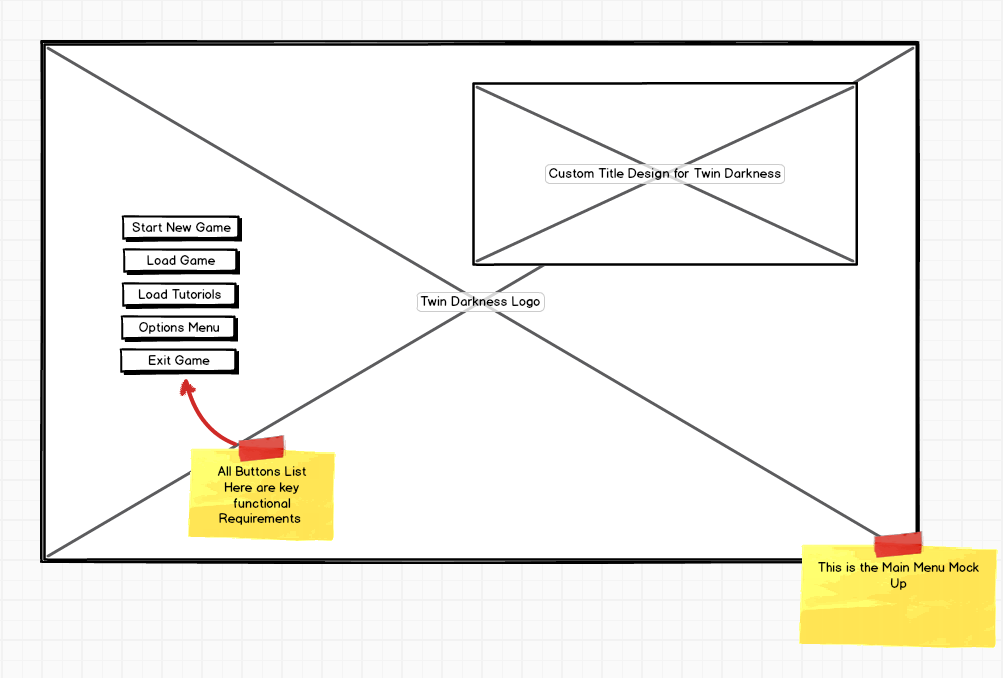 Custom Title Design for Twin Darkness
Start New Game
Load Game
Load Tutoriols
Options Menu
Exit Game
Twin Darkness Logo
All Buttons List
Here are key
functional
Requirements
This is the Main Menu Mock
Up